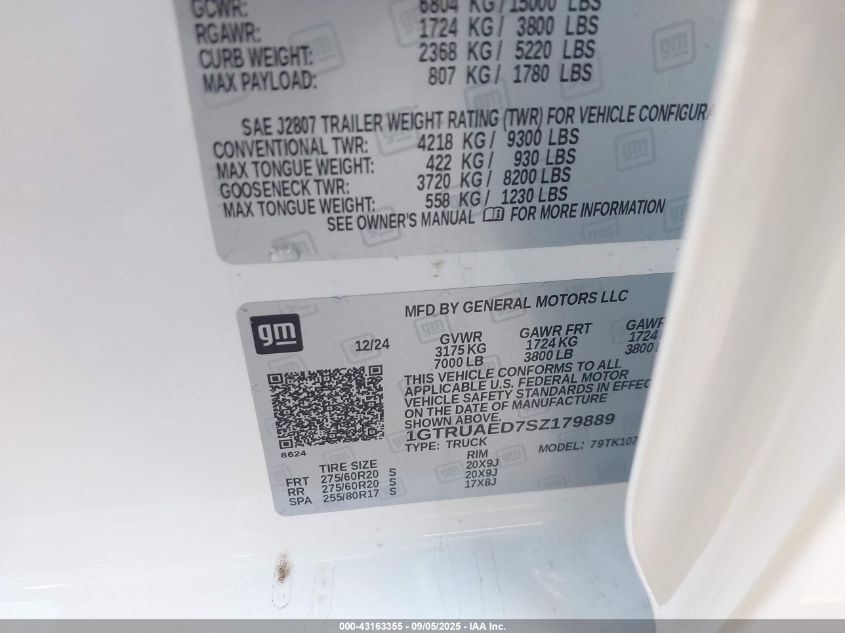 GCWR: 6804 KG/ 15000 LBS
RGAWR: 1724 KG / 3800 LBS
CURB WEIGHT: 2368 KG / 5220 LBS
MAX PAYLOAD: 807 KG / 1780 LBS
SAE J2807 TRAILER WEIGHT RATING (TWR) FOR VEHICLE CONFIGURA
CONVENTIONAL TWR: 4218 KG / 9300 LBS
MAX TONGUE WEIGHT: 422 KG / 930 LBS
GOOSENECK TWR: 3720 KG / 8200 LBS
MAX TONGUE WEIGHT: 558 KG / 1230 LBS
SEE OWNER'S MANUAL FOR MORE INFORMATION
gm
MFD BY GENERAL MOTORS LLC
12/24
GVWR GAWR FRT GAWR
3175 KG 1724 KG 1724
7000 LB 3800 LB 3800
THIS VEHICLE CONFORMS TO ALL
APPLICABLE U.S. FEDERAL MOTOR
VEHICLE SAFETY STANDARDS IN EFFEC
ON THE DATE OF MANUFACTURE
1GTRUAED7SZ179889
TYPE: TRUCK MODEL: 79TK107
8624
TIRE SIZE RIM
FRT 275/60R20 S 20X9J
RR 275/60R20 S 20X9J
SPA 255/80R17 S 17X8J
000-43163355 - 09/05/2025 - IAA Inc.